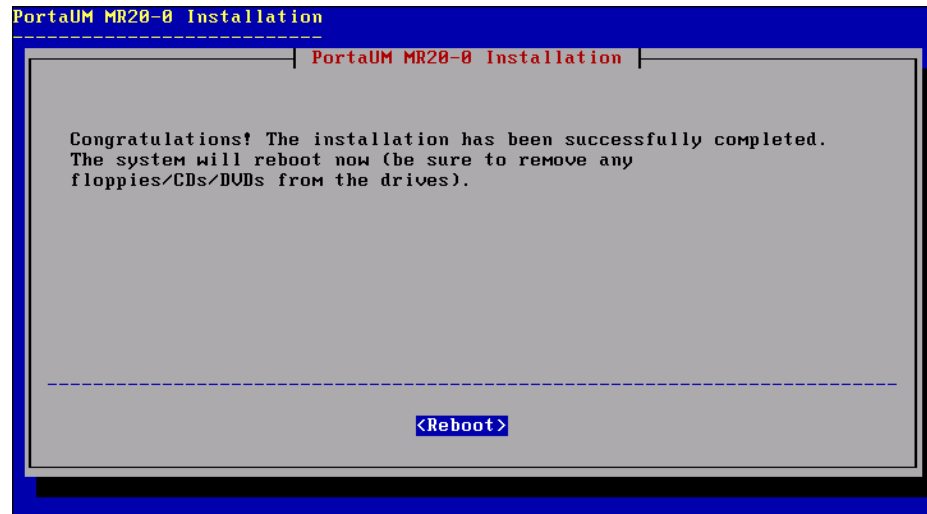 PortaUM MR20-0 Installation
PortaUM MR20-0 Installation
Congratulations! The installation has been successfully completed.
The system will reboot now (be sure to remove any
floppies/CDs/DVDs from the drives).
<Reboot>